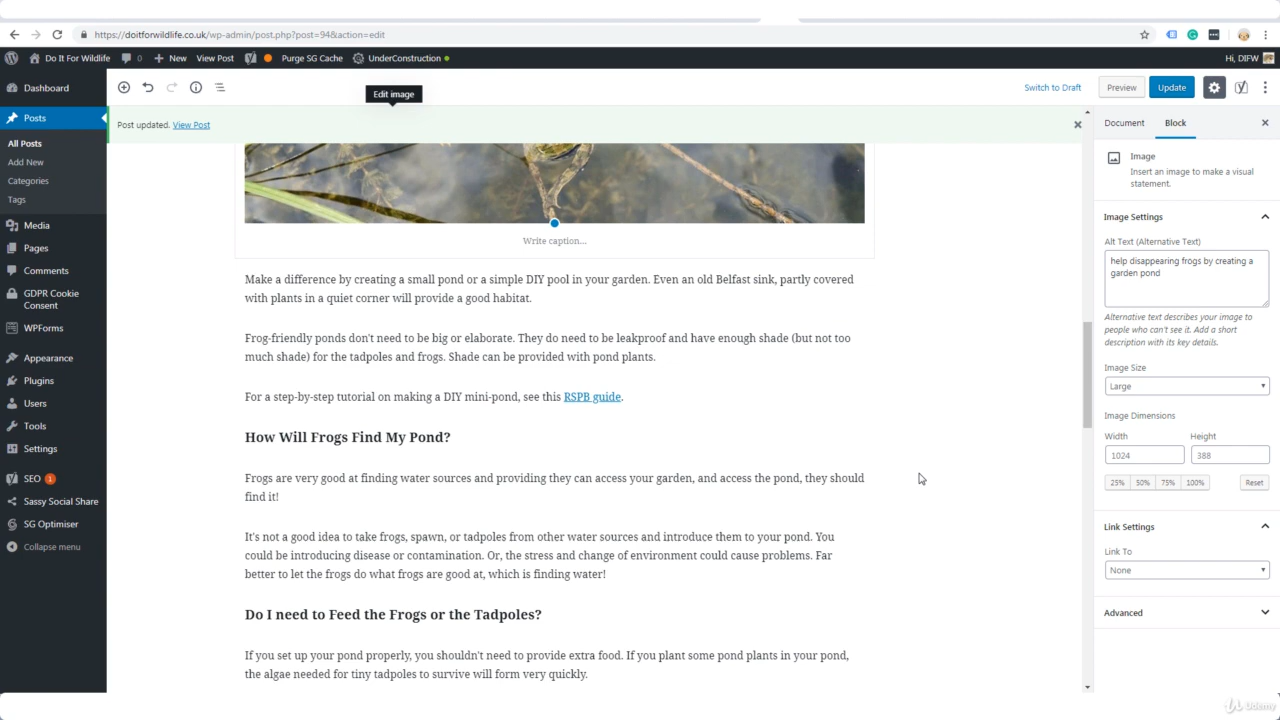 https://doitforwildlife.co.uk/wp-admin/post.php?post=94&action=edit
Do It For Wildlife 0 New View Post Purge SG Cache UnderConstruction Hi, DIFW
Dashboard
Posts
All Posts
Add New
Categories
Tags
Media
Pages
Comments
GDPR Cookie
Consent
WPForms
Appearance
Plugins
Users
Tools
Settings
SEO 1
Sassy Social Share
SG Optimiser
Collapse menu
Edit image
Switch to Draft Preview Update
Post updated. View Post
Write caption...
Make a difference by creating a small pond or a simple DIY pool in your garden. Even an old Belfast sink, partly covered
with plants in a quiet corner will provide a good habitat.
Frog-friendly ponds don't need to be big or elaborate. They do need to be leakproof and have enough shade (but not too
much shade) for the tadpoles and frogs. Shade can be provided with pond plants.
For a step-by-step tutorial on making a DIY mini-pond, see this RSPB guide.
How Will Frogs Find My Pond?
Frogs are very good at finding water sources and providing they can access your garden, and access the pond, they should
find it!
It's not a good idea to take frogs, spawn, or tadpoles from other water sources and introduce them to your pond. You
could be introducing disease or contamination. Or, the stress and change of environment could cause problems. Far
better to let the frogs do what frogs are good at, which is finding water!
Do I need to Feed the Frogs or the Tadpoles?
If you set up your pond properly, you shouldn't need to provide extra food. If you plant some pond plants in your pond,
the algae needed for tiny tadpoles to survive will form very quickly.
Document Block
Image
Insert an image to make a visual
statement.
Image Settings
Alt Text (Alternative Text)
help disappearing frogs by creating a
garden pond
Alternative text describes your image to
people who can't see it. Add a short
description with its key details.
Image Size
Large
Image Dimensions
Width Height
1024 388
25% 50% 75% 100% Reset
Link Settings
Link To
None
Advanced
Udemy